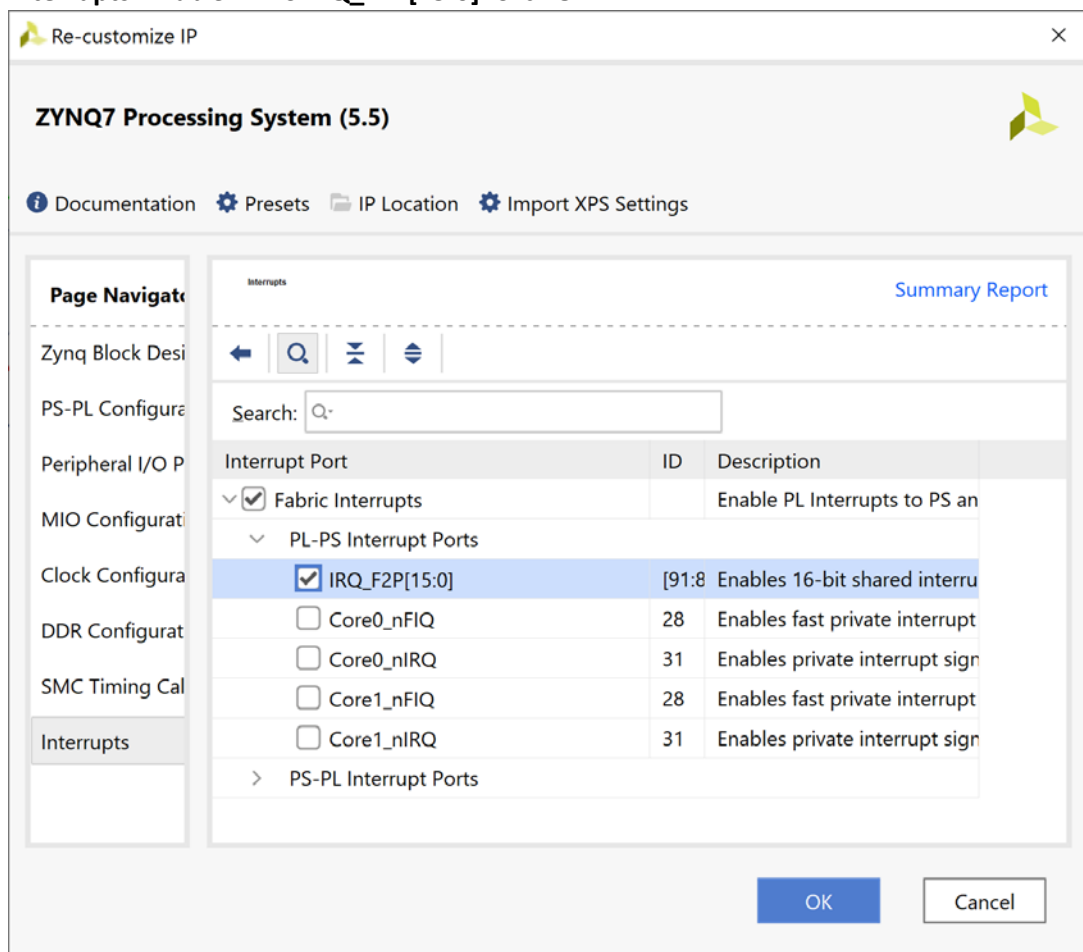 Re-customize IP
ZYNQ7 Processing System (5.5)
Documentation Presets IP Location Import XPS Settings
Page Navigato
Interrupts
Summary Report
Zynq Block Desi
PS-PL Configura
Peripheral I/O P
MIO Configurati
Clock Configura
DDR Configurat
SMC Timing Cal
Interrupts
Search:
Interrupt Port ID Description
Fabric Interrupts Enable PL Interrupts to PS an
PL-PS Interrupt Ports
IRQ_F2P[15:0] [91:8 Enables 16-bit shared interru
Core0_nFIQ 28 Enables fast private interrupt
Core0_nIRQ 31 Enables private interrupt sign
Core1_nFIQ 28 Enables fast private interrupt
Core1_nIRQ 31 Enables private interrupt sign
PS-PL Interrupt Ports
OK Cancel